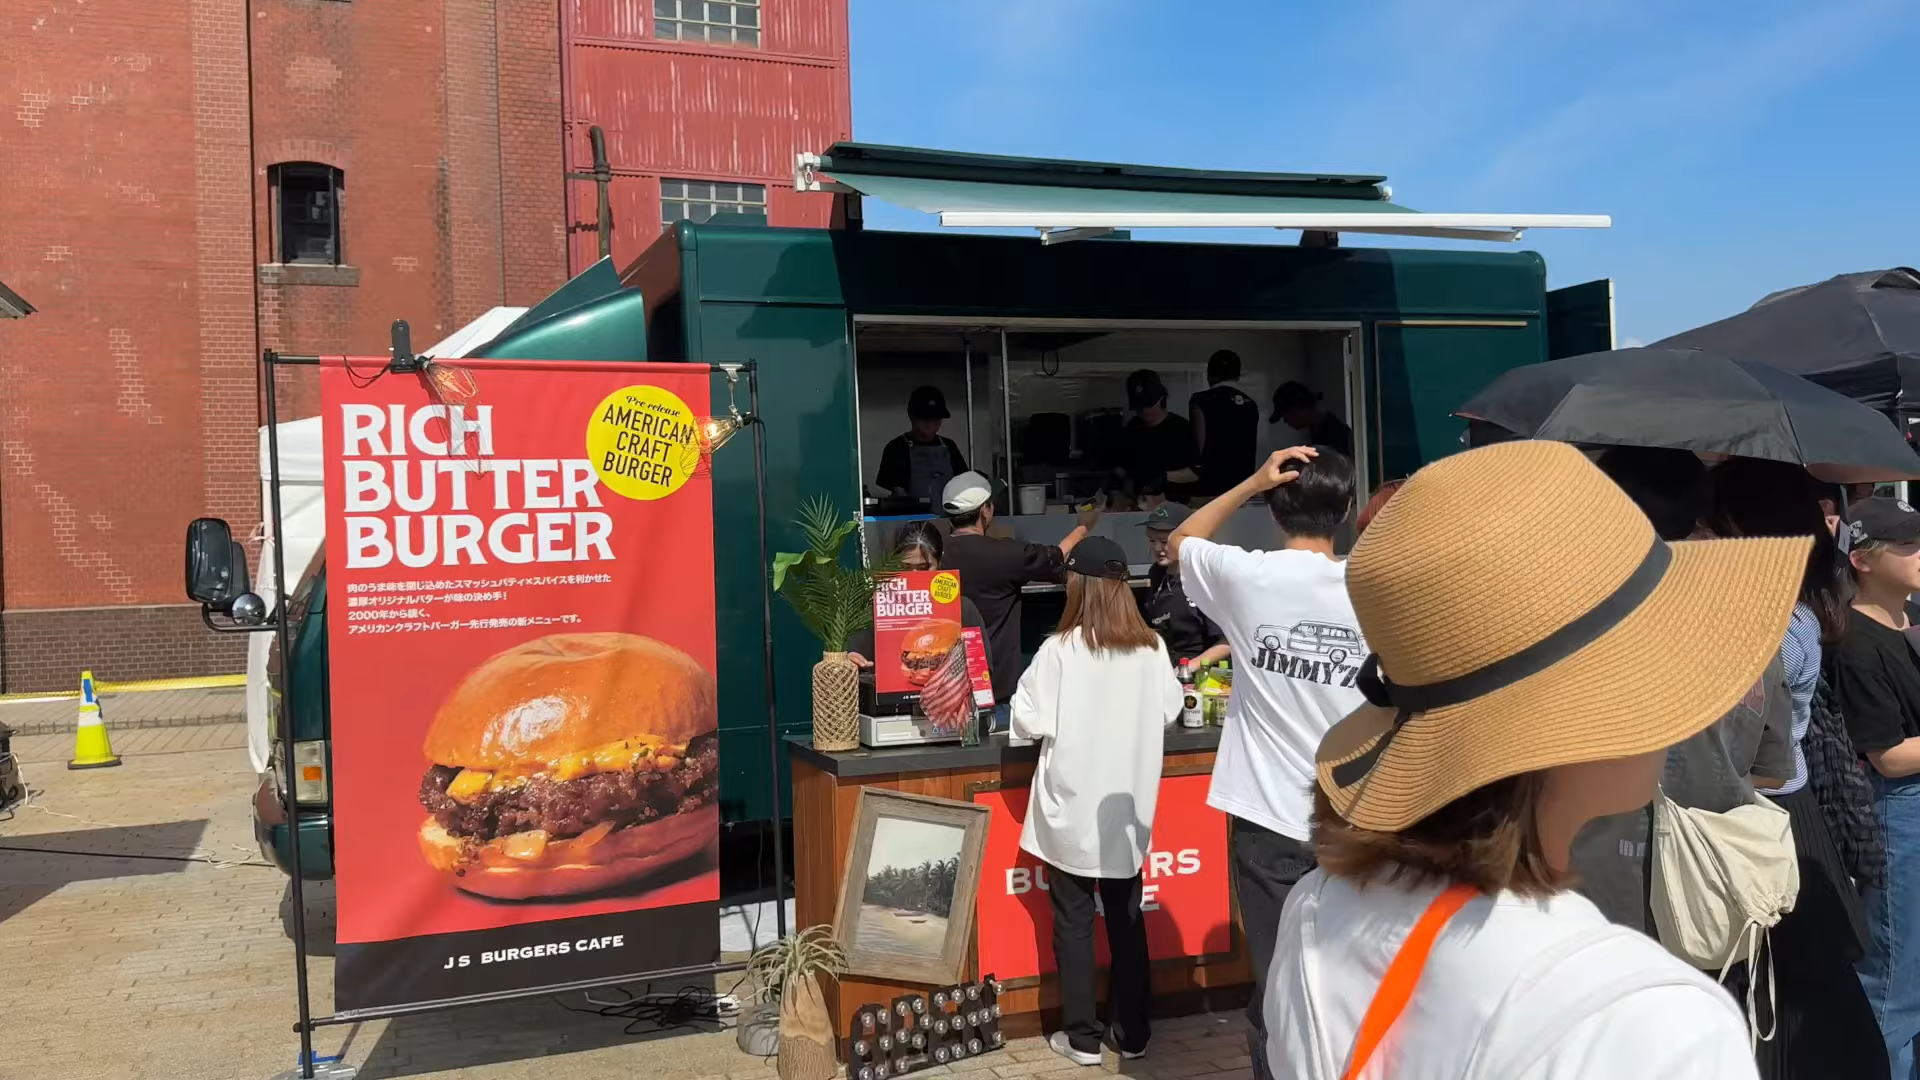 RICH
BUTTER
BURGER
Pre-release
AMERICAN
CRAFT
BURGER
肉のうま味を閉じ込めたスマッシュパティ×スパイスを利かせた
濃厚オリジナルバターが味の決め手！
2000年から続く、
アメリカンクラフトバーガー先行発売の新メニューです。
J S BURGERS CAFE
RICH
BUTTER
BURGER
AMERICAN
CRAFT
BURGER
JIMMY'Z
OPEN